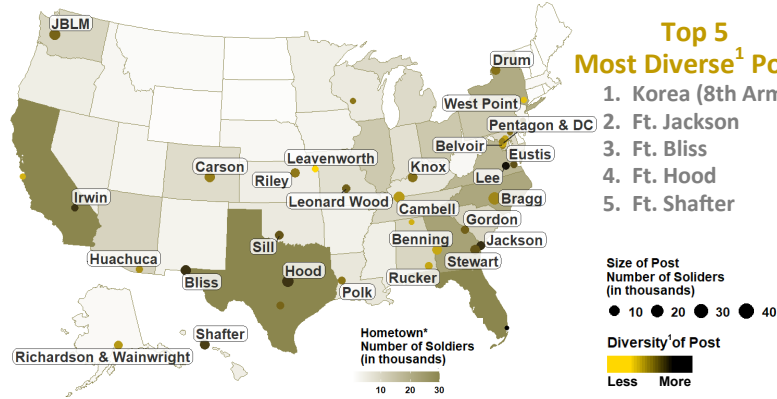 Top 5
Most Diverse1 Po
1. Korea (8th Arm
2. Ft. Jackson
3. Ft. Bliss
4. Ft. Hood
5. Ft. Shafter
JBLM
Drum
West Point
Pentagon & DC
Belvoir
Eustis
Carson
Leavenworth
Riley
Knox
Lee
Irwin
Leonard Wood
Cambell
Bragg
Gordon
Sill
Benning
Jackson
Huachuca
Bliss
Hood
Stewart
Rucker
Polk
Shafter
Richardson & Wainwright
Hometown*
Number of Soldiers
(in thousands)
10 20 30
Size of Post
Number of Soliders
(in thousands)
10 20 30 40
Diversity1of Post
Less More